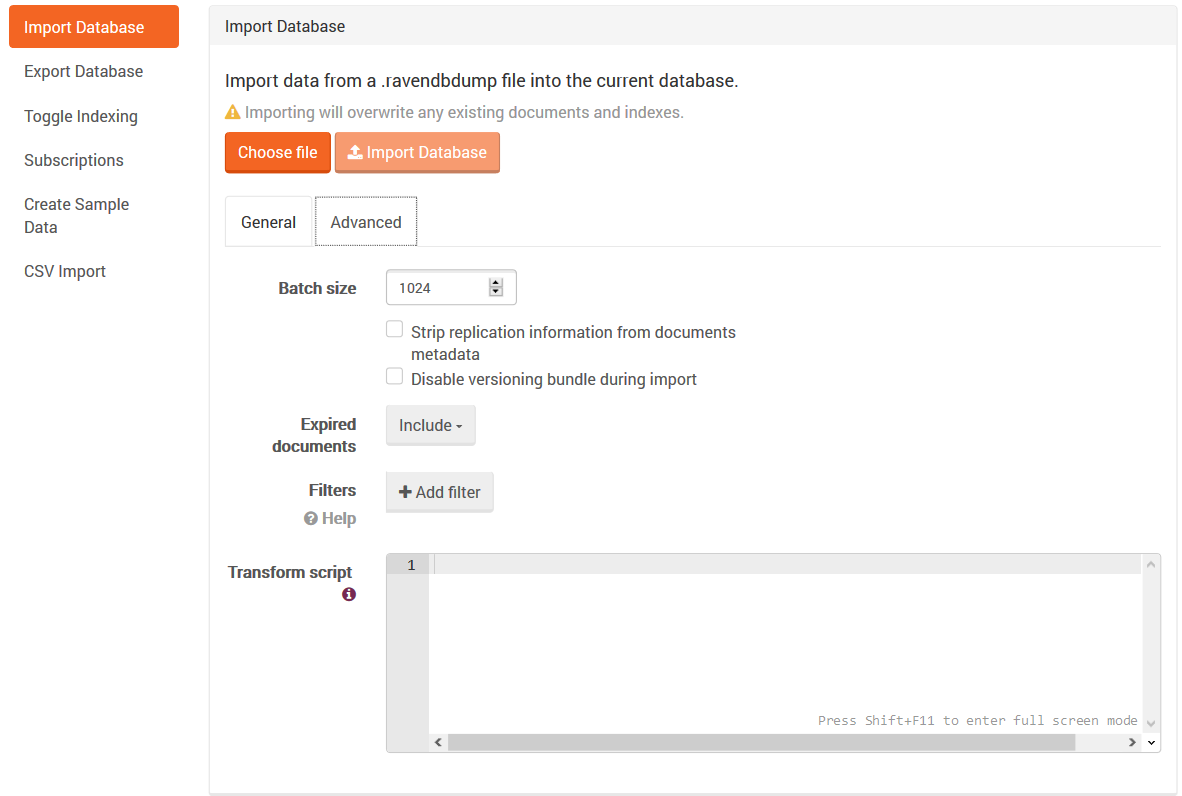 Import Database
Export Database
Toggle Indexing
Subscriptions
Create Sample
Data
CSV Import
Import Database
Import data from a .ravendbdump file into the current database.
Importing will overwrite any existing documents and indexes.
Choose file
Import Database
General
Advanced
Batch size
1024
Strip replication information from documents
metadata
Disable versioning bundle during import
Expired
documents
Include
Filters
Help
Add filter
Transform script
1
Press Shift+F11 to enter full screen mode